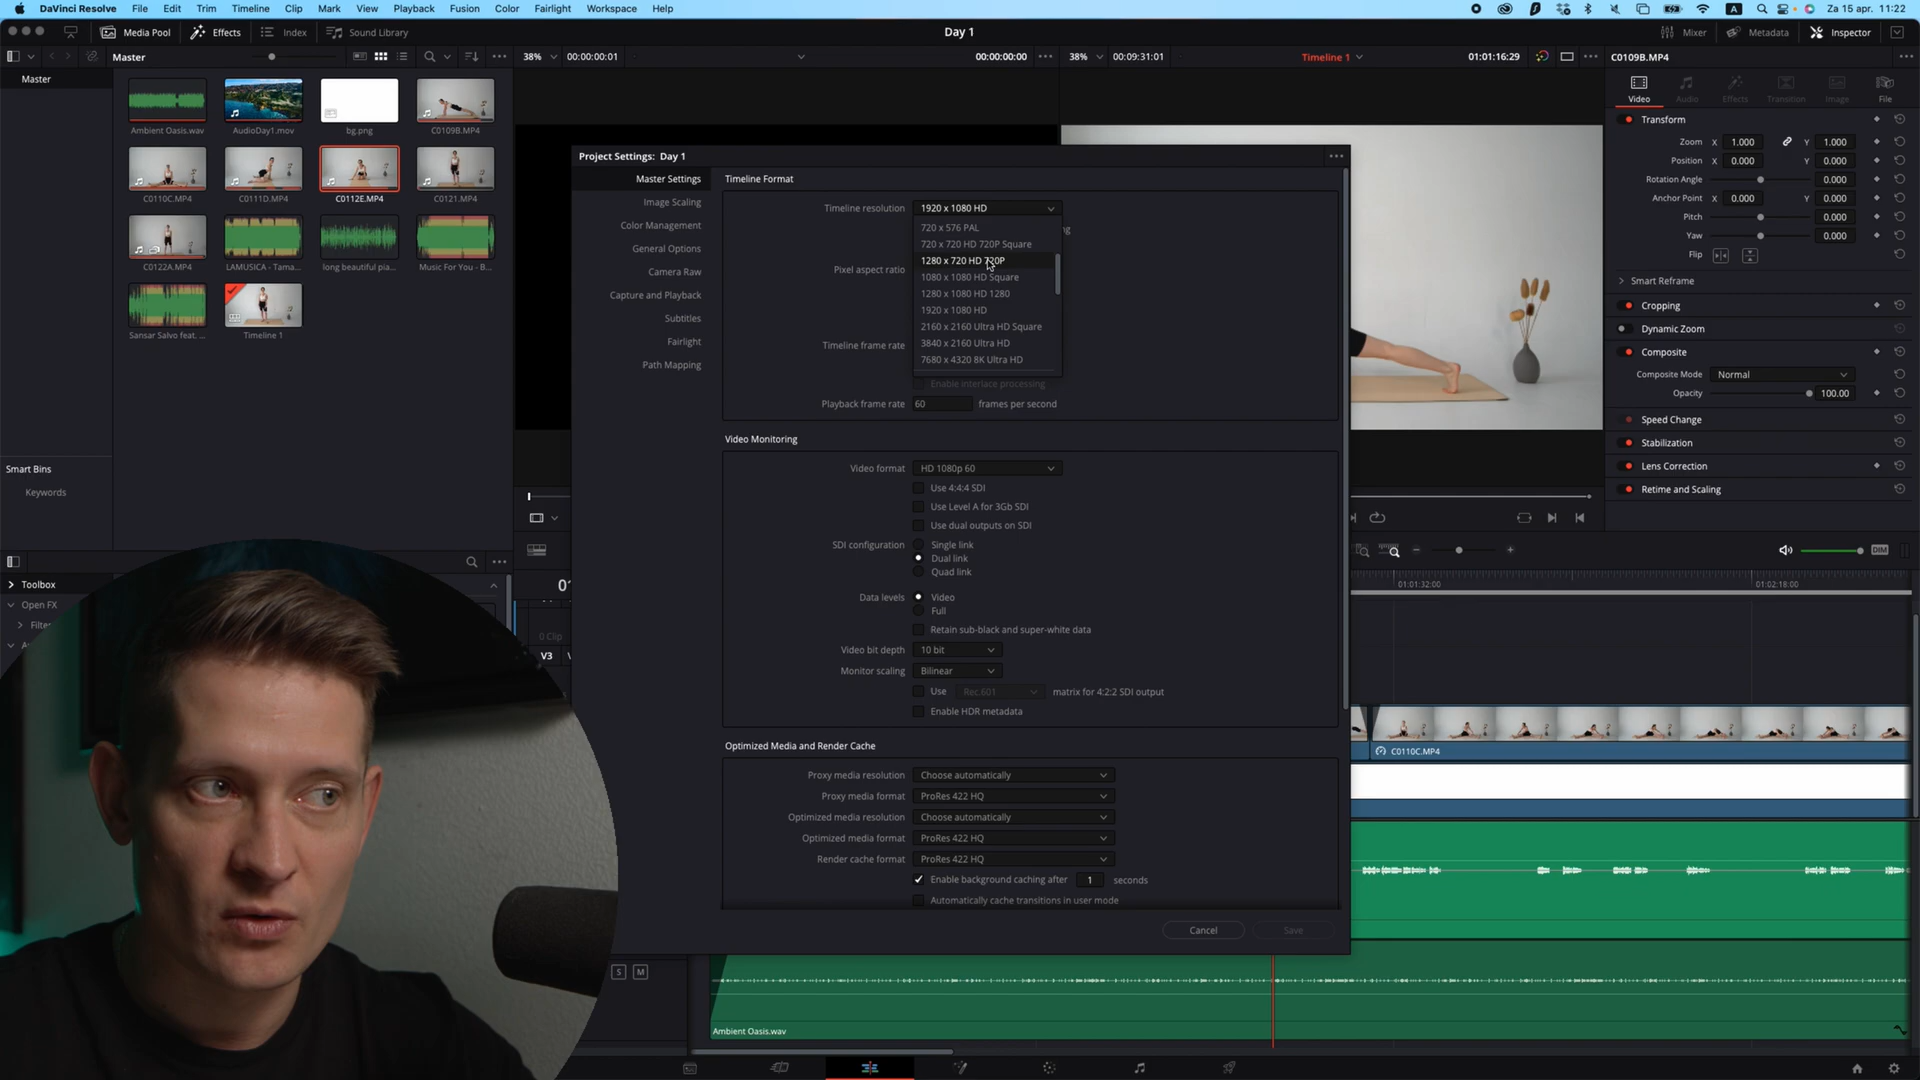 DaVinci Resolve File Edit Trim Timeline Clip Mark View Playback Fusion Color Fairlight Workspace Help
A Za 15 apr. 11:22
Media Pool Effects Index Sound Library
Day 1
Mixer Metadata Inspector
Master
38% 00:00:00:01 00:00:00:00
38% 00:09:31:01 Timeline 1 01:01:16:29
C0109B.MP4
Master
Ambient Oasis.wav AudioDay1.mov bg.png C0109B.MP4
C0110C.MP4 C0111D.MP4 C0112E.MP4 C0121.MP4
C0122A.MP4 LAMUSICA - Tama... long beautiful pia... Music For You - B...
Sansar Salvo feat, ... Timeline 1
Smart Bins
Keywords
Toolbox
Open FX
Filte
0 Clip
V3
Project Settings: Day 1
Master Settings
Image Scaling
Color Management
General Options
Camera Raw
Capture and Playback
Subtitles
Fairlight
Path Mapping
Timeline Format
Timeline resolution 1920 x 1080 HD
720 x 576 PAL
720 x 720 HD 720P Square
1280 x 720 HD 720P
1080 x 1080 HD Square
1280 x 1080 HD 1280
1920 x 1080 HD
2160 x 2160 Ultra HD Square
3840 x 2160 Ultra HD
7680 x 4320 8K Ultra HD
Pixel aspect ratio
Timeline frame rate
Enable interlace processing
Playback frame rate 60 frames per second
Video Monitoring
Video format HD 1080p 60
Use 4:4:4 SDI
Use Level A for 3Gb SDI
Use dual outputs on SDI
SDI configuration Single link
Dual link
Quad link
Data levels Video
Full
Retain sub-black and super-white data
Video bit depth 10 bit
Monitor scaling Bilinear
Use Rec.601 matrix for 4:2:2 SDI output
Enable HDR metadata
Optimized Media and Render Cache
Proxy media resolution Choose automatically
Proxy media format ProRes 422 HQ
Optimized media resolution Choose automatically
Optimized media format ProRes 422 HQ
Render cache format ProRes 422 HQ
Enable background caching after 1 seconds
Automatically cache transitions in user mode
Cancel Save
Video Audio Effects Transition Image File
Transform
Zoom X 1.000 Y 1.000
Position X 0.000 Y 0.000
Rotation Angle 0.000
Anchor Point X 0.000 Y 0.000
Pitch 0.000
Yaw 0.000
Flip
Smart Reframe
Cropping
Dynamic Zoom
Composite
Composite Mode Normal
Opacity 100.00
Speed Change
Stabilization
Lens Correction
Retime and Scaling
DIM
01:01:32:00 01:02:18:00
C0110C.MP4
S M
Ambient Oasis.wav